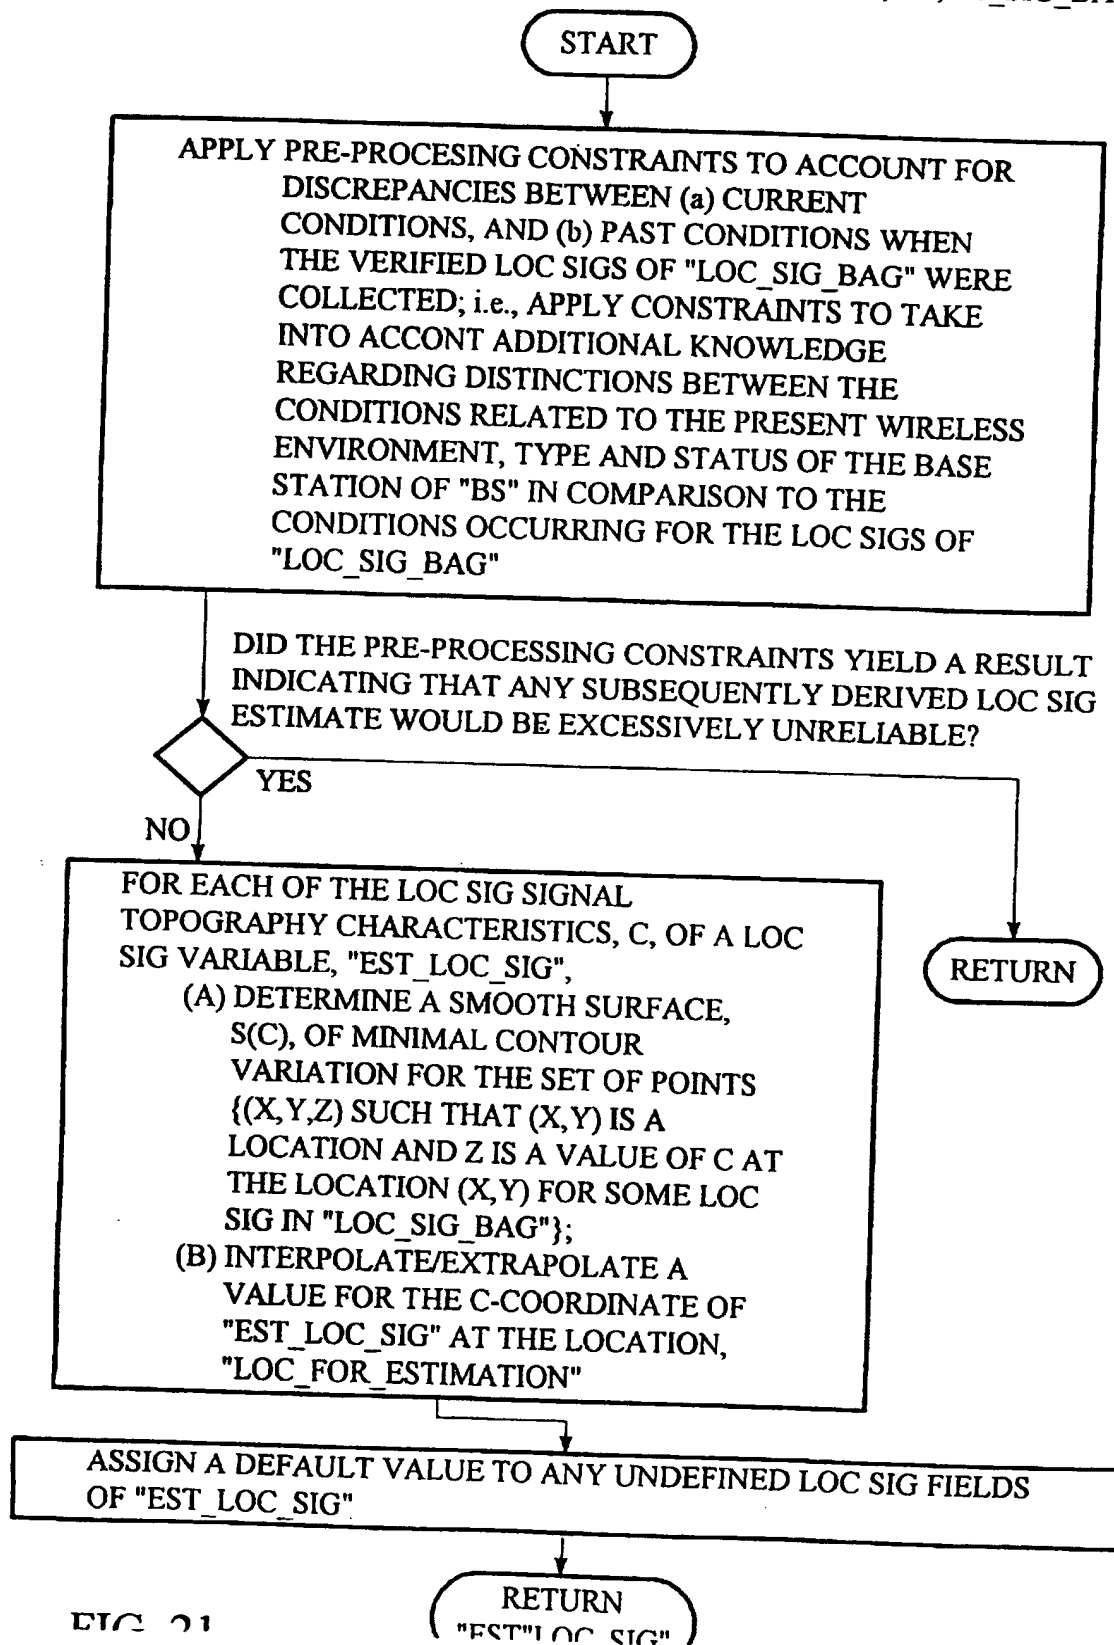 START
APPLY PRE-PROCESING CONSTRAINTS TO ACCOUNT FOR
DISCREPANCIES BETWEEN (a) CURRENT
CONDITIONS, AND (b) PAST CONDITIONS WHEN
THE VERIFIED LOC SIGS OF "LOC_SIG_BAG" WERE
COLLECTED; i.e., APPLY CONSTRAINTS TO TAKE
INTO ACCONT ADDITIONAL KNOWLEDGE
REGARDING DISTINCTIONS BETWEEN THE
CONDITIONS RELATED TO THE PRESENT WIRELESS
ENVIRONMENT, TYPE AND STATUS OF THE BASE
STATION OF "BS" IN COMPARISON TO THE
CONDITIONS OCCURRING FOR THE LOC SIGS OF
"LOC_SIG_BAG"
DID THE PRE-PROCESSING CONSTRAINTS YIELD A RESULT
INDICATING THAT ANY SUBSEQUENTLY DERIVED LOC SIG
ESTIMATE WOULD BE EXCESSIVELY UNRELIABLE?
YES
NO
FOR EACH OF THE LOC SIG SIGNAL
TOPOGRAPHY CHARACTERISTICS, C, OF A LOC
SIG VARIABLE, "EST_LOC_SIG",
(A) DETERMINE A SMOOTH SURFACE,
S(C), OF MINIMAL CONTOUR
VARIATION FOR THE SET OF POINTS
{(X,Y,Z) SUCH THAT (X,Y) IS A
LOCATION AND Z IS A VALUE OF C AT
THE LOCATION (X,Y) FOR SOME LOC
SIG IN "LOC_SIG_BAG"};
(B) INTERPOLATE/EXTRAPOLATE A
VALUE FOR THE C-COORDINATE OF
"EST_LOC_SIG" AT THE LOCATION,
"LOC_FOR_ESTIMATION"
RETURN
ASSIGN A DEFAULT VALUE TO ANY UNDEFINED LOC SIG FIELDS
OF "EST_LOC_SIG"
RETURN
"EST"LOC_SIG"
FIG. 21